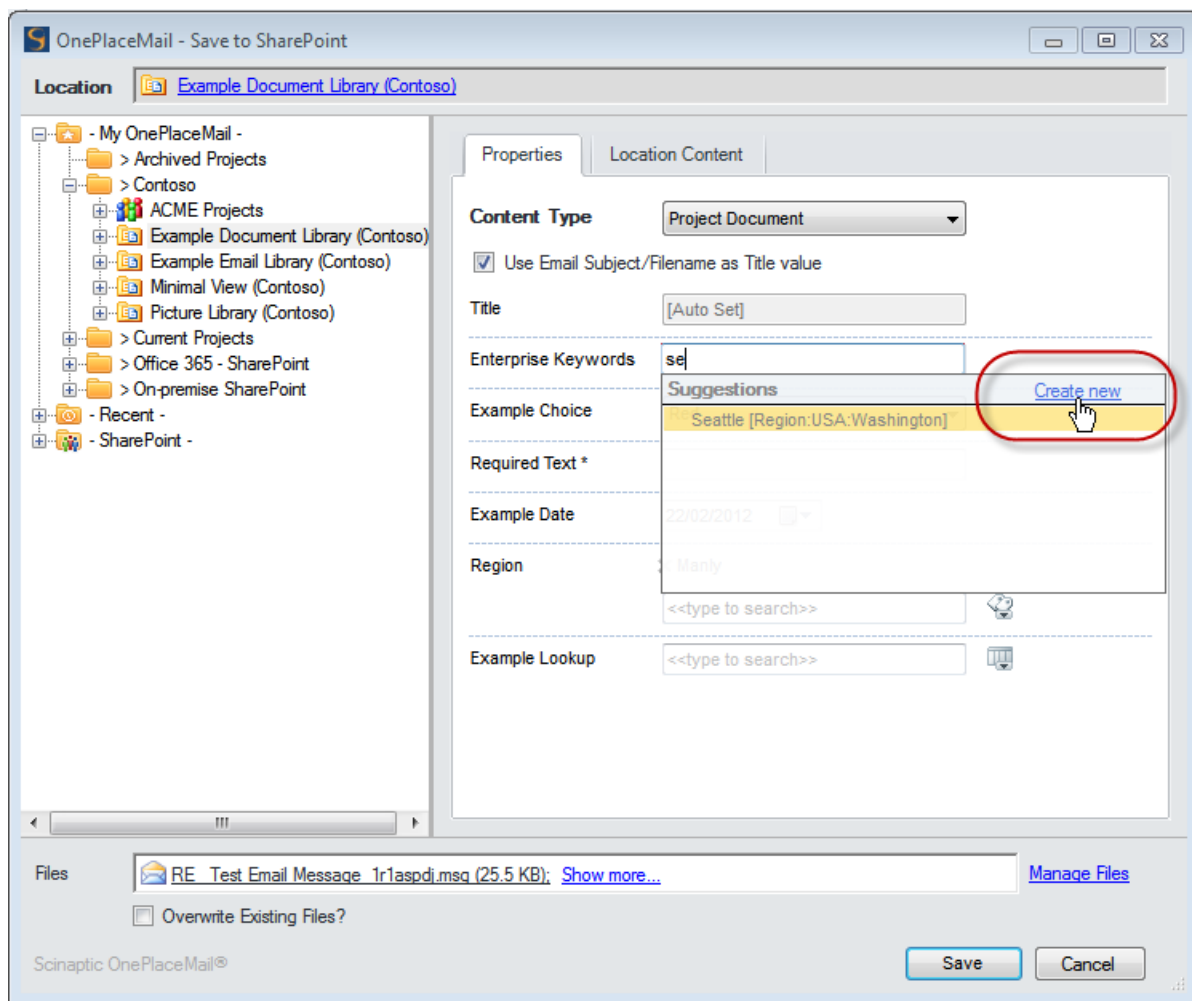 OnePlaceMail - Save to SharePoint
Location Example Document Library (Contoso)
- My OnePlaceMail -
> Archived Projects
> Contoso
ACME Projects
Example Document Library (Contoso)
Example Email Library (Contoso)
Minimal View (Contoso)
Picture Library (Contoso)
> Current Projects
> Office 365 - SharePoint
> On-premise SharePoint
- Recent -
- SharePoint -
Properties Location Content
Content Type Project Document
Use Email Subject/Filename as Title value
Title [Auto Set]
Enterprise Keywords se
Suggestions Create new
Example Choice Red
Seattle [Region:USA:Washington]
Required Text *
Example Date 22/02/2012
Region Manly
<<type to search>>
Example Lookup <<type to search>>
Files RE_ Test Email Message_1r1aspdj.msg (25.5 KB); Show more...
Manage Files
Overwrite Existing Files?
Scinaptic OnePlaceMail®
Save Cancel